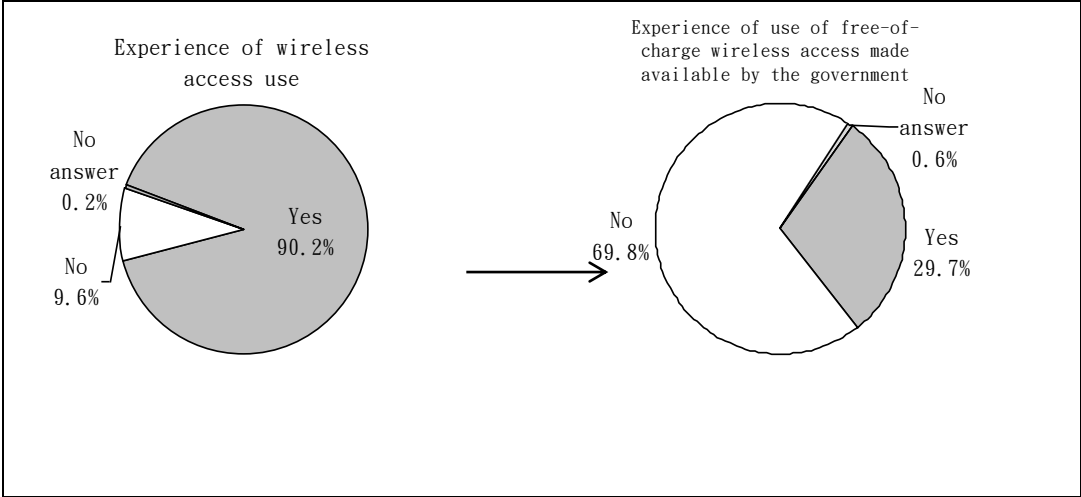 Experience of wireless
access use
No
answer
0.2%
Yes
90.2%
No
9.6%
Experience of use of free-of-
charge wireless access made
available by the government
No
answer
0.6%
No
69.8%
Yes
29.7%